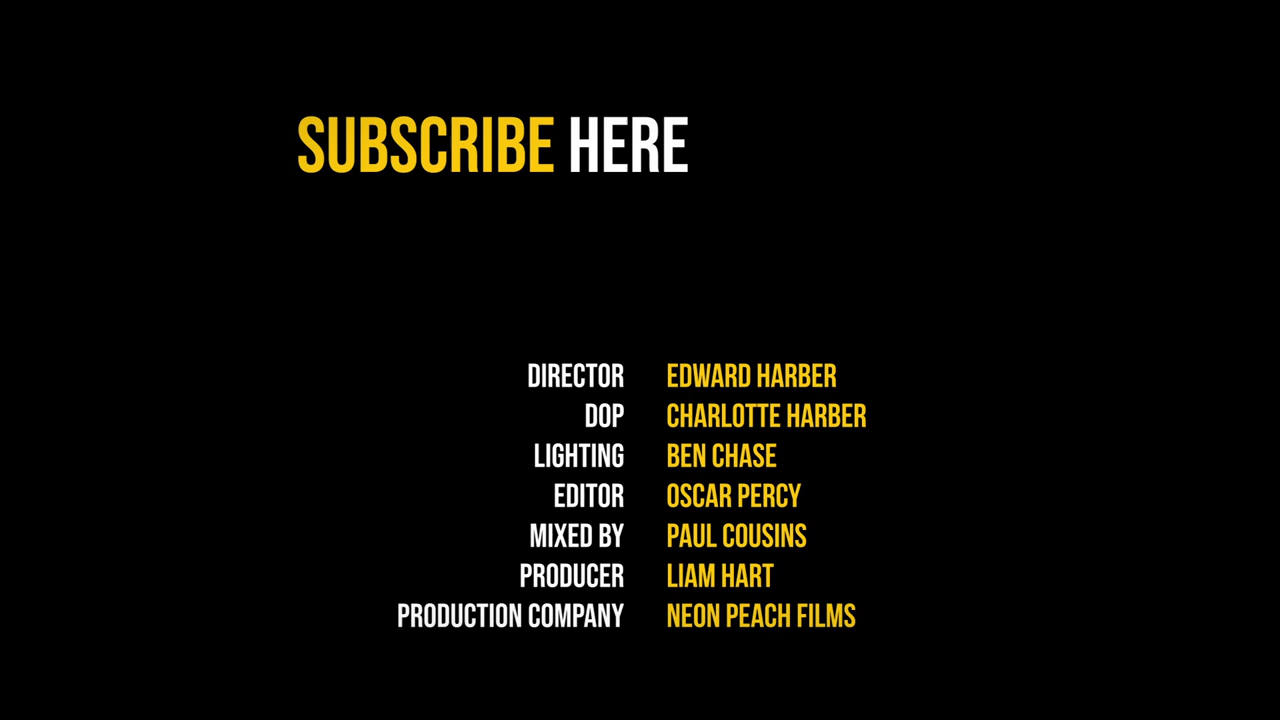 SUBSCRIBE HERE
DIRECTOR EDWARD HARBER
DOP CHARLOTTE HARBER
LIGHTING BEN CHASE
EDITOR OSCAR PERCY
MIXED BY PAUL COUSINS
PRODUCER LIAM HART
PRODUCTION COMPANY NEON PEACH FILMS